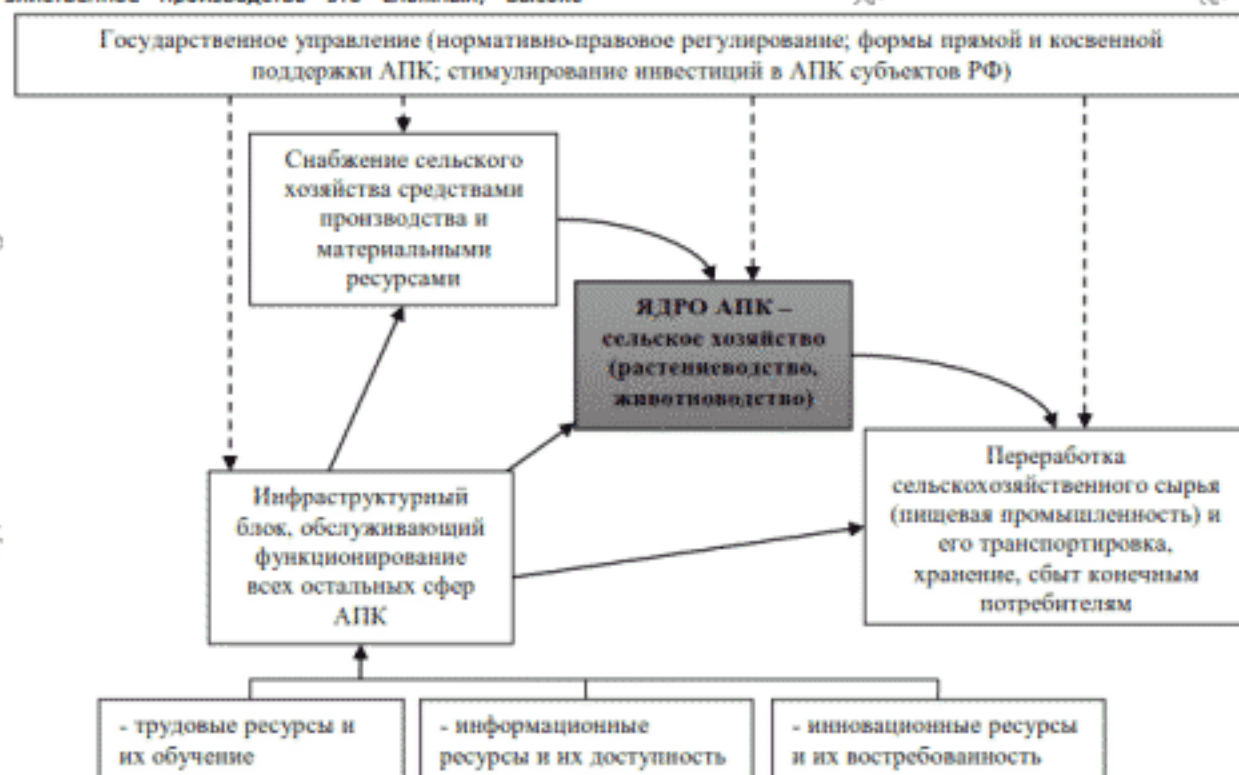 Государственное управление (нормативно-правовое регулирование; формы прямой и косвенной
поддержки АПК; стимулирование инвестиций в АПК субъектов РФ)
Снабжение сельского
хозяйства средствами
производства и
материальными
ресурсами
ЯДРО АПК –
сельское хозяйство
(растениеводство,
животноводство)
Инфраструктурный
блок, обслуживающий
функционирование
всех остальных сфер
АПК
Переработка
сельскохозяйственного сырья
(пищевая промышленность) и
его транспортировка,
хранение, сбыт конечным
потребителям
- трудовые ресурсы и
их обучение
- информационные
ресурсы и их доступность
- инновационные ресурсы
и их востребованность